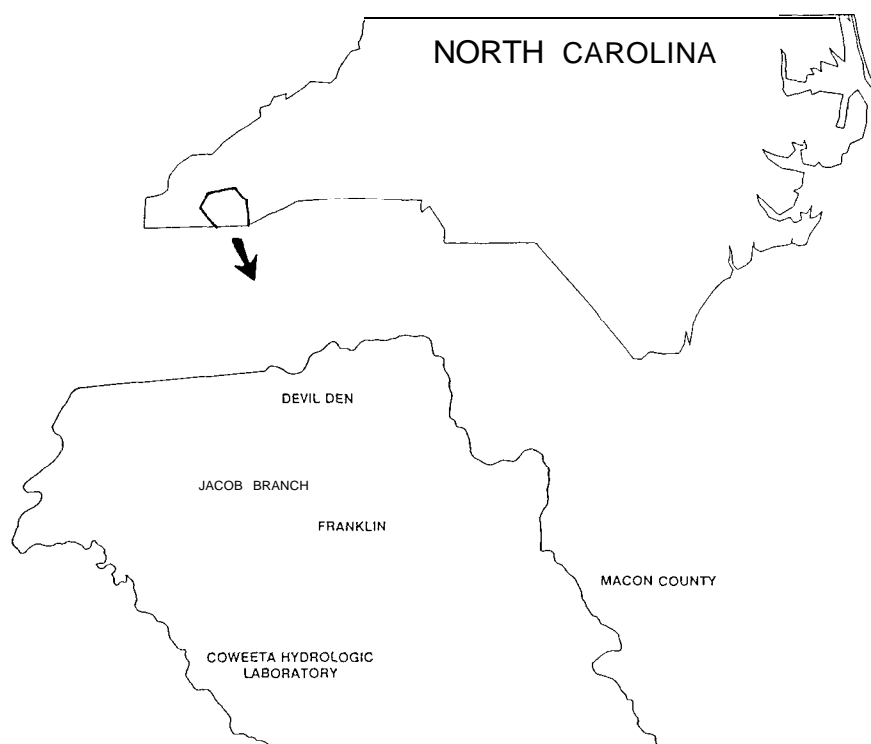 NORTH CAROLINA
DEVIL DEN
JACOB BRANCH
FRANKLIN
MACON COUNTY
COWEETA HYDROLOGIC
LABORATORY